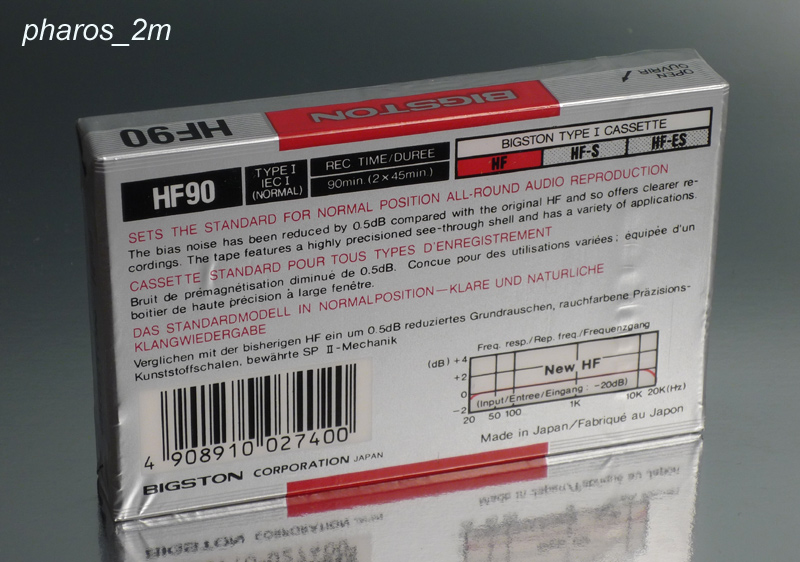 pharos_2m
OPEN
OUVRIR
BIGSTON
HF90
HF90
TYPE I
IEC I
(NORMAL)
REC TIME/DUREE
90min. (2×45min.)
BIGSTON TYPE I CASSETTE
HF HF-S HF-ES
SETS THE STANDARD FOR NORMAL POSITION ALL-ROUND AUDIO REPRODUCTION
The bias noise has been reduced by 0.5dB compared with the original HF and so offers clearer re-
cordings. The tape features a highly precisioned see-through shell and has a variety of applications.
CASSETTE STANDARD POUR TOUS TYPES D'ENREGISTREMENT
Bruit de prémagnétisation diminué de 0.5dB. Concue pour des utilisations variées: équipée d'un
boitier de haute précision à large fenêtre.
DAS STANDARDMODELL IN NORMALPOSITION—KLARE UND NATURLICHE
KLANGWIEDERGABE
Verglichen mit der bisherigen HF ein um 0.5dB reduziertes Grundrauschen, rauchfarbene Präzisions-
Kunststoffschalen, bewährte SP II-Mechanik
Freq. resp./Rep. freq./Frequenzgang
(dB) +4
+2
0
-2
New HF
(Input/Entree/Eingang: -20dB)
20 50 100 1K 10K 20K(Hz)
Made in Japan/Fabriqué au Japon
4 908910 027400
BIGSTON CORPORATION JAPAN